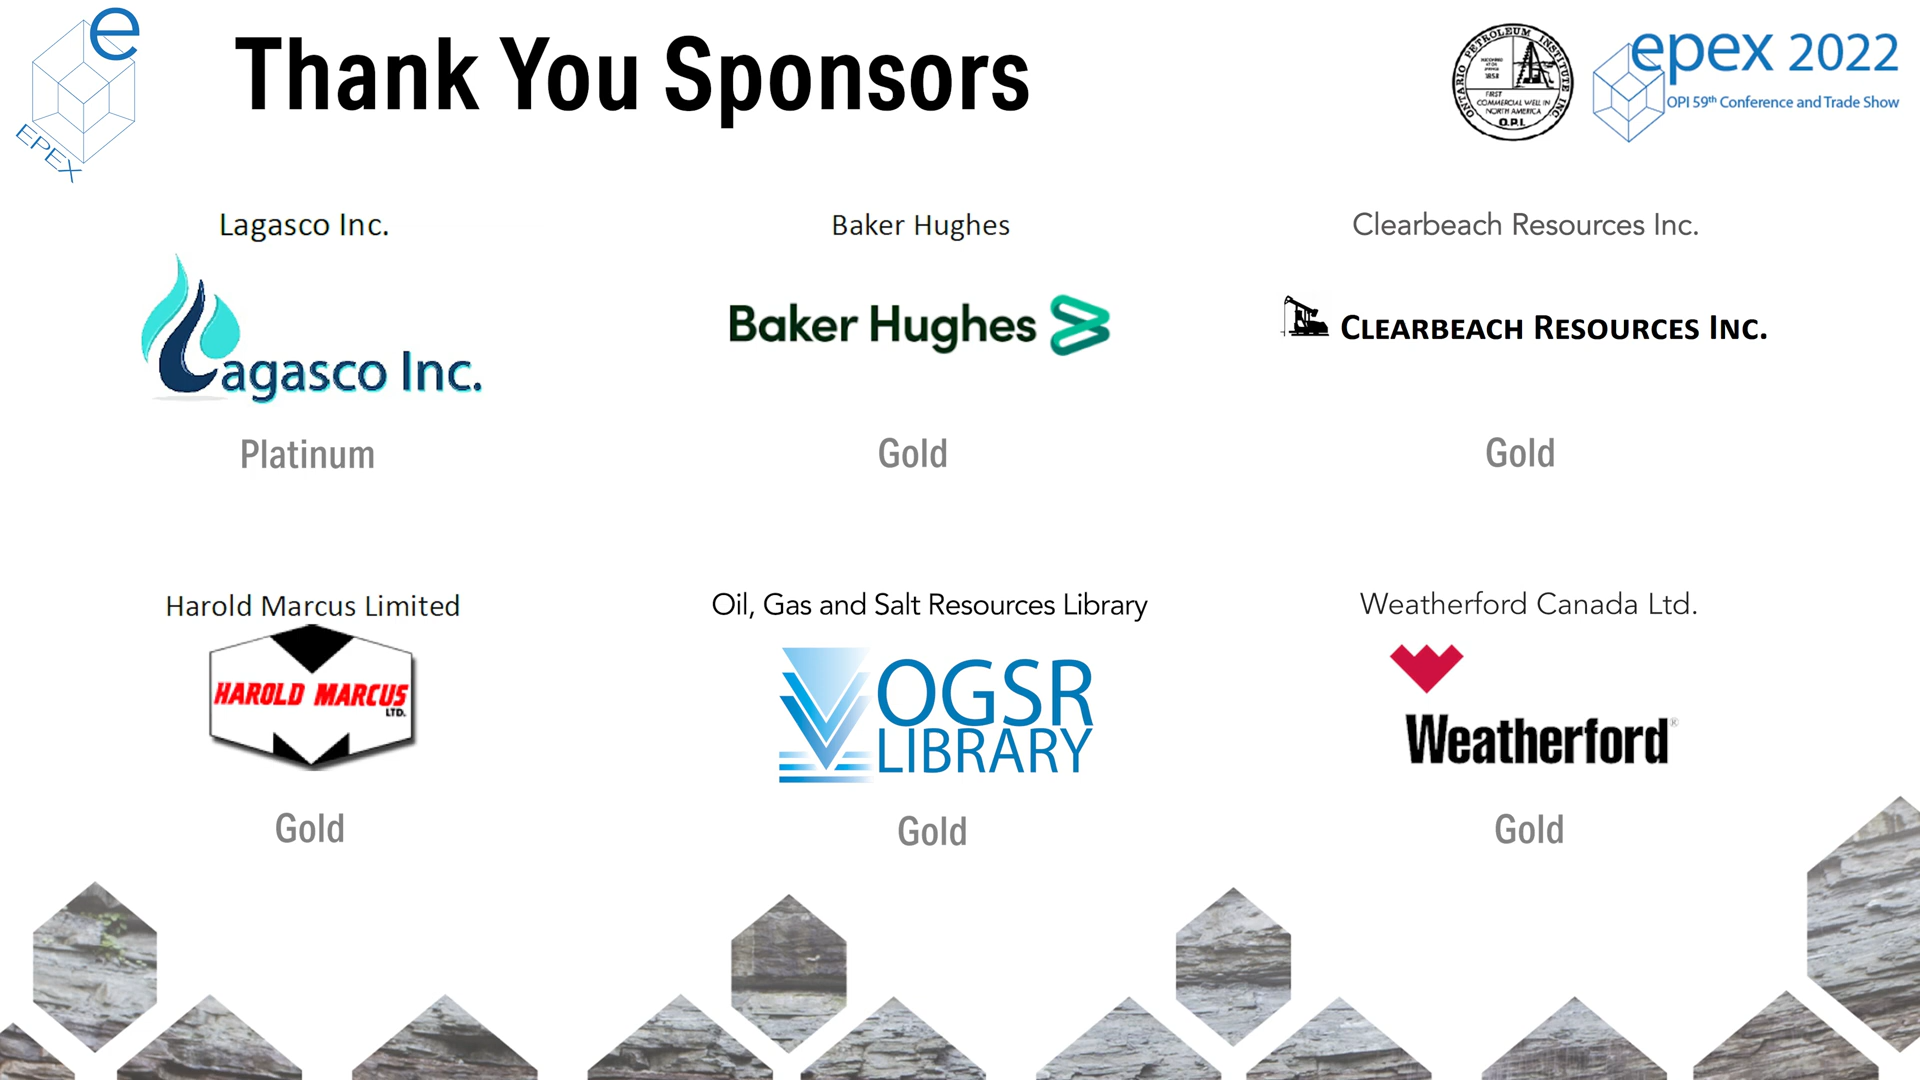 e
EPEX
Thank You Sponsors
ONTARIO PETROLEUM INSTITUTE INC.
1858
FIRST
COMMERCIAL WELL IN
NORTH AMERICA
O.P.I.
epex 2022
OPI 59th Conference and Trade Show
Lagasco Inc.
Lagasco Inc.
Platinum
Baker Hughes
Baker Hughes
Gold
Clearbeach Resources Inc.
CLEARBEACH RESOURCES INC.
Gold
Harold Marcus Limited
HAROLD MARCUS
LTD.
Gold
Oil, Gas and Salt Resources Library
OGSR
LIBRARY
Gold
Weatherford Canada Ltd.
Weatherford®
Gold